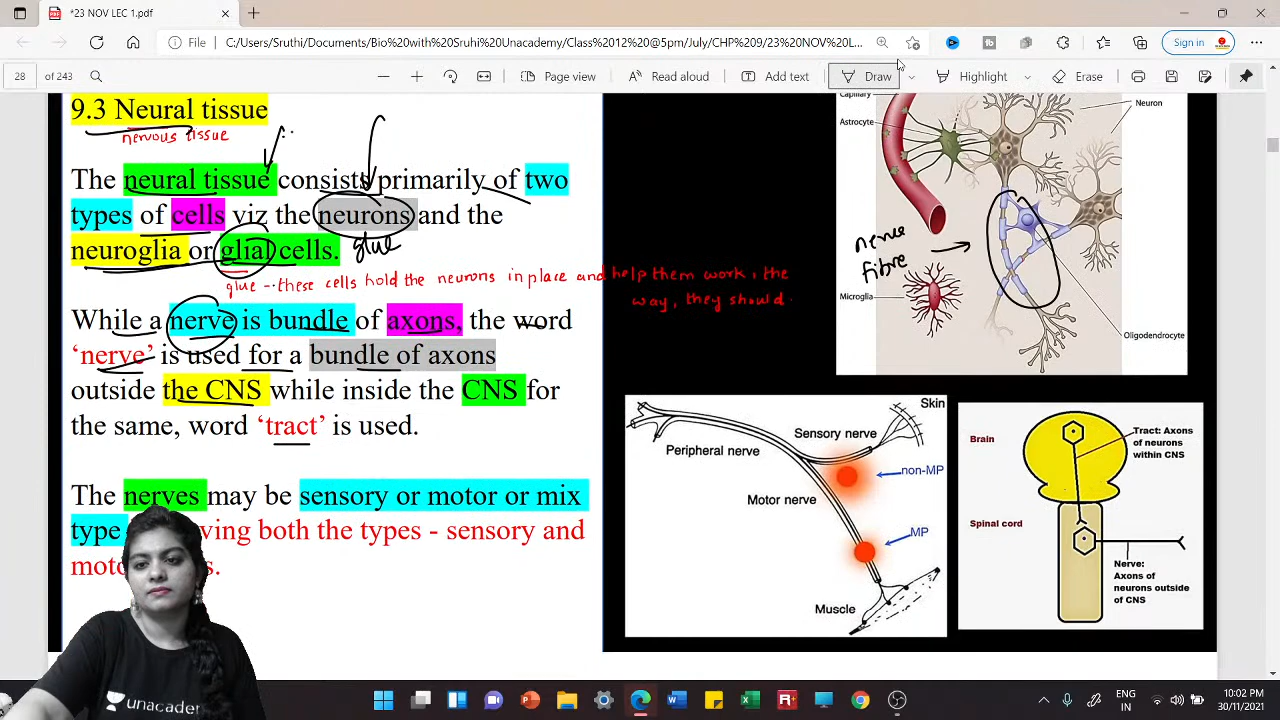 *23 NOV LEC 1.pdf
File
C:/Users/Sruthi/Documents/Bio%20with%20Sruhi%20Unacademy/Class%2012%20@5pm/July/CHP%209/23%20NOV%20L...
Sign in
28 of 243
Page view
Read aloud
Add text
Draw
Highlight
Erase
9.3 Neural tissue
nervous tissue
The neural tissue consists primarily of two
types of cells viz the neurons and the
neuroglia or glial cells.
glue
glue -- these cells hold the neurons in place and help them work, the
way, they should.
While a nerve is bundle of axons, the word
'nerve' is used for a bundle of axons
outside the CNS while inside the CNS for
the same, word 'tract' is used.
The nerves may be sensory or motor or mix
type
ving both the types - sensory and
moto
s.
unacade
Capillary
Neuron
Astrocyte
nerve
fibre
Microglia
Oligodendrocyte
Skin
Sensory nerve
Peripheral nerve
non-MP
Motor nerve
MP
Muscle
Brain
Tract: Axons
of neurons
within CNS
Spinal cord
Nerve:
Axons of
neurons outside
of CNS
ENG
IN
10:02 PM
30/11/2021